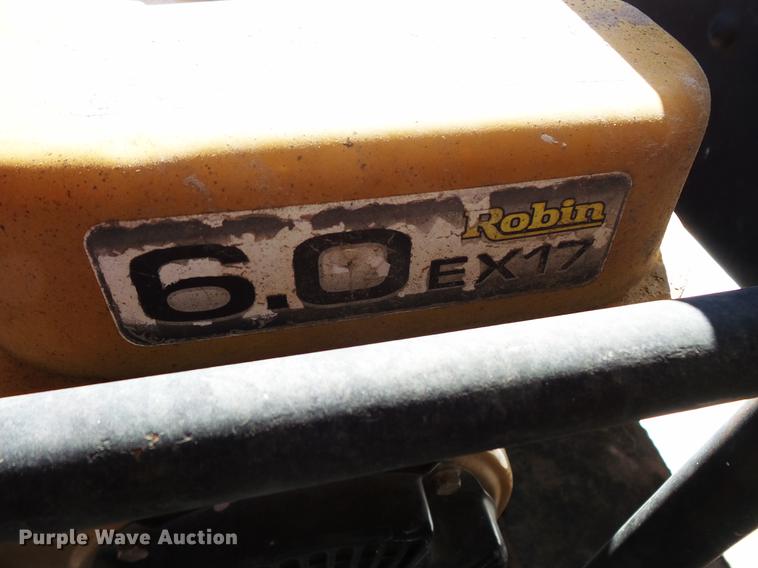 Robin
6.0 EX17
Purple Wave Auction